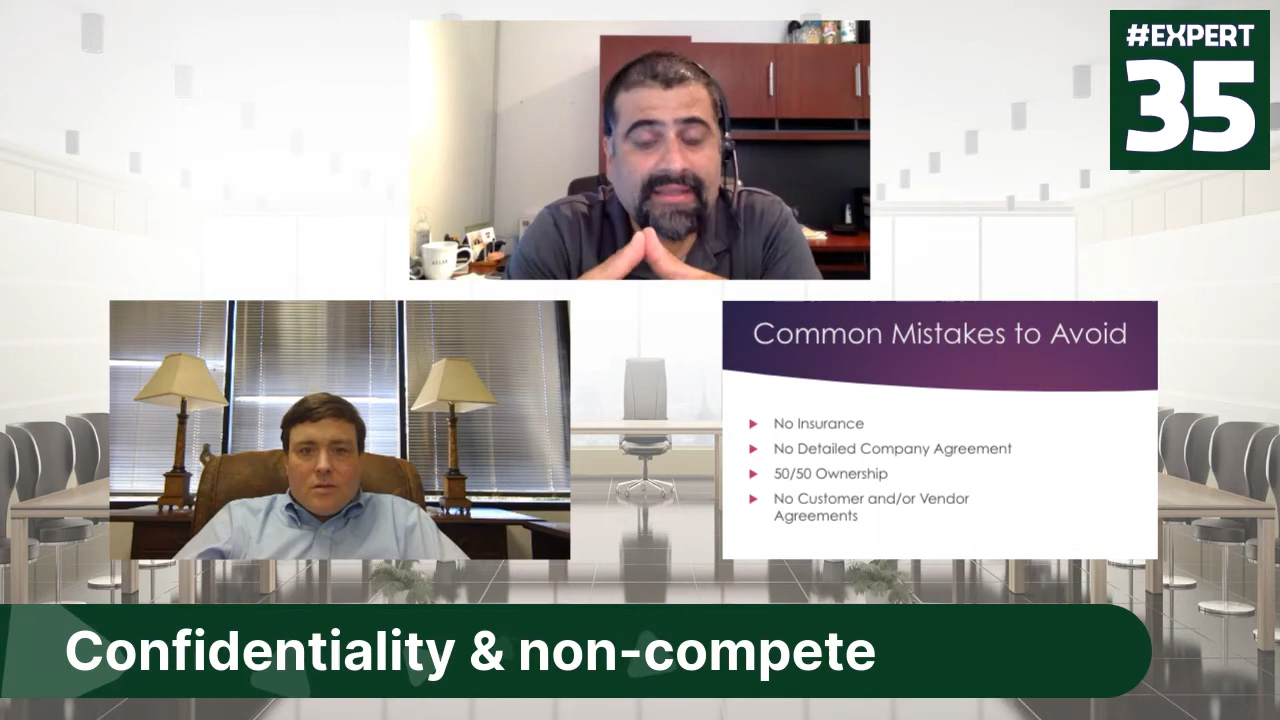 #EXPERT
35
Common Mistakes to Avoid
No Insurance
No Detailed Company Agreement
50/50 Ownership
No Customer and/or Vendor
Agreements
Confidentiality & non-compete